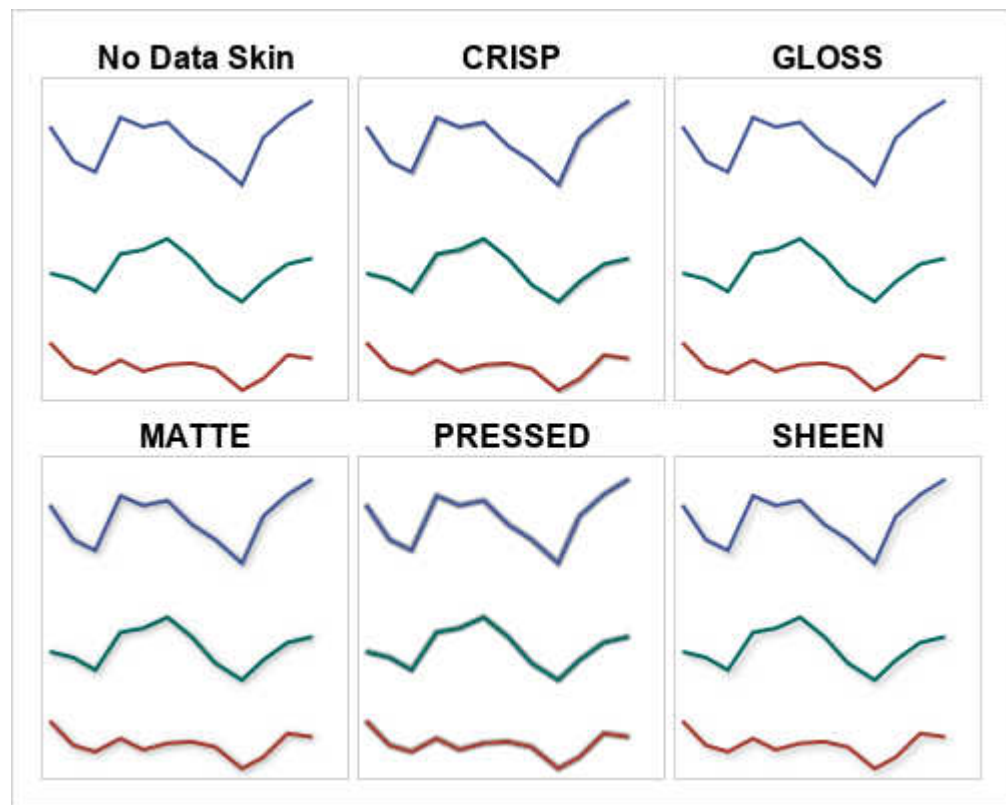 No Data Skin
CRISP
GLOSS
MATTE
PRESSED
SHEEN